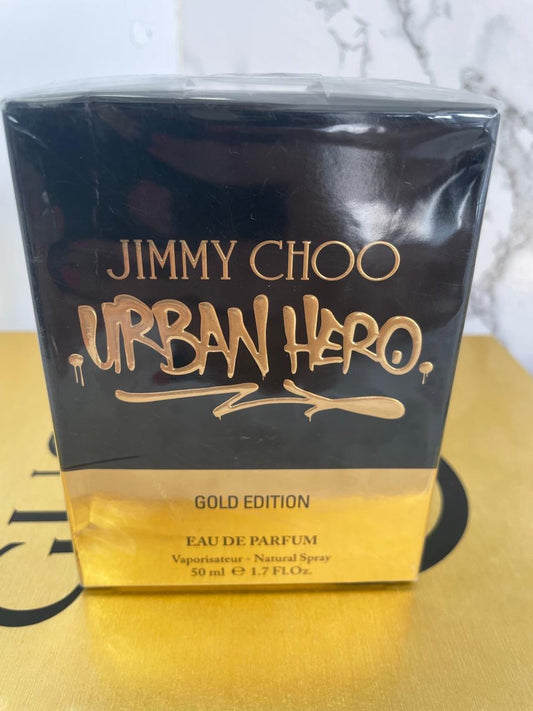 JIMMY CHOO
URBAN HERO.
GOLD EDITION
EAU DE PARFUM
Vaporisateur - Natural Spray
50 ml ℮ 1.7 Fl.Oz.